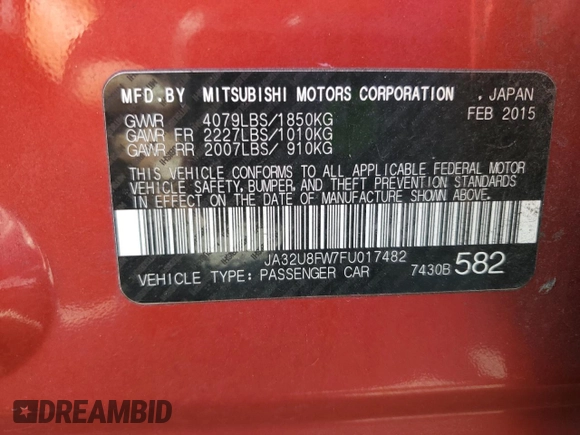 MFD.BY MITSUBISHI MOTORS CORPORATION . JAPAN
FEB 2015
GVWR 4079LBS/1850KG
GAWR FR 2227LBS/1010KG
GAWR RR 2007LBS/ 910KG
THIS VEHICLE CONFORMS TO ALL APPLICABLE FEDERAL MOTOR
VEHICLE SAFETY, BUMPER, AND THEFT PREVENTION STANDARDS
IN EFFECT ON THE DATE OF MANUFACTURE SHOWN ABOVE.
JA32U8FW7FU017482
VEHICLE TYPE: PASSENGER CAR 7430B 582
DREAMBID